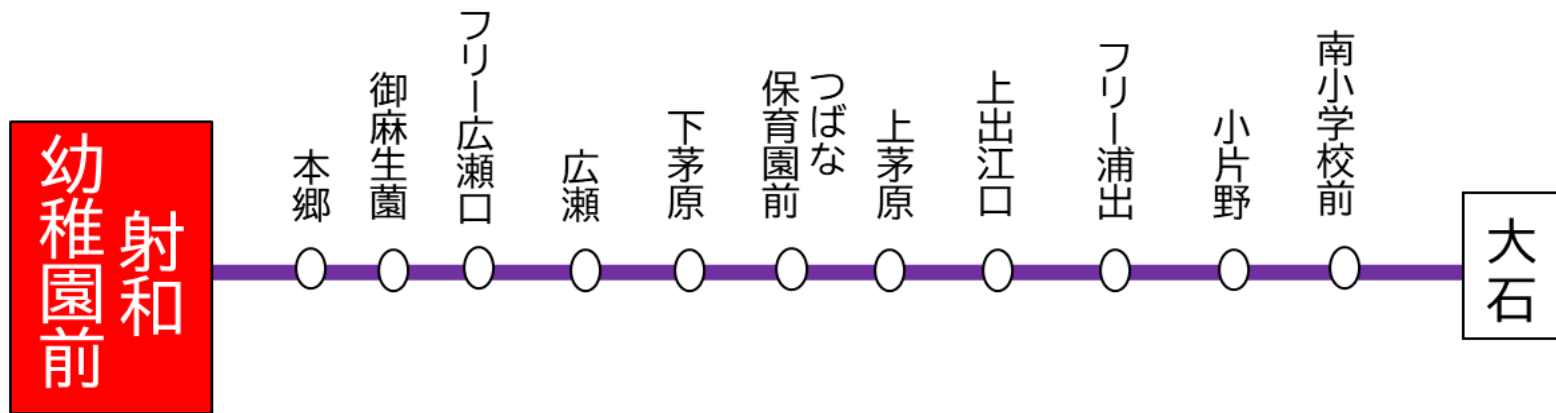 射和
幼稚園前
本郷
御麻生薗
フリー広瀬口
広瀬
下茅原
つばな
保育園前
上茅原
上出江口
フリー浦出
小片野
南小学校前
大石